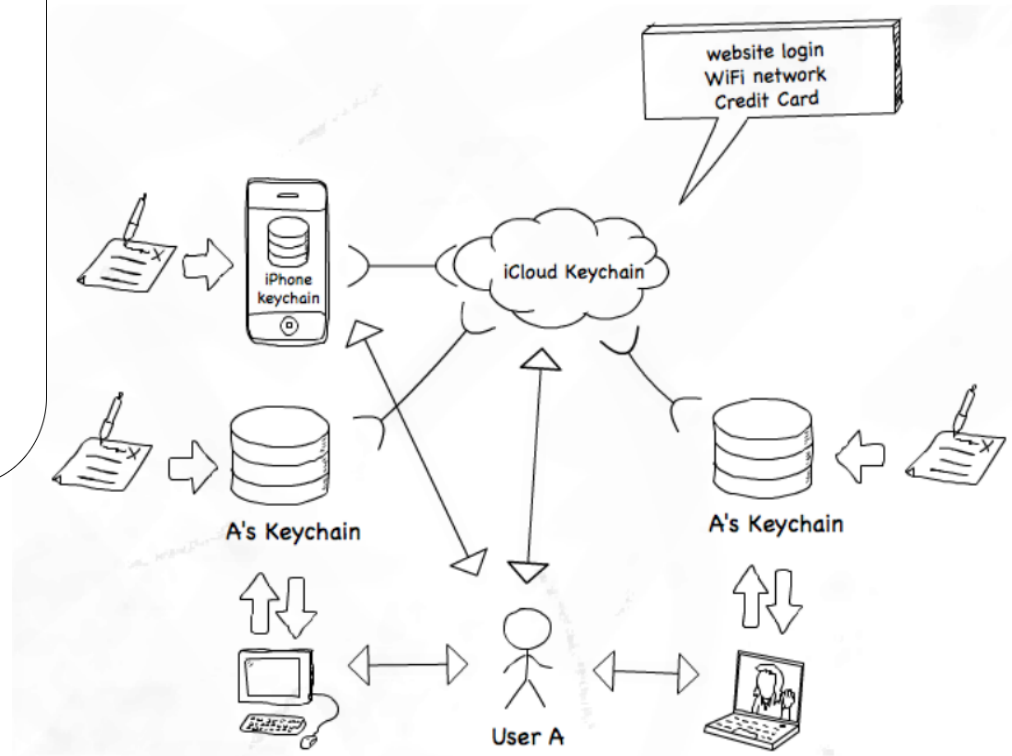 website login
WiFi network
Credit Card
iPhone
keychain
iCloud Keychain
A's Keychain
A's Keychain
User A